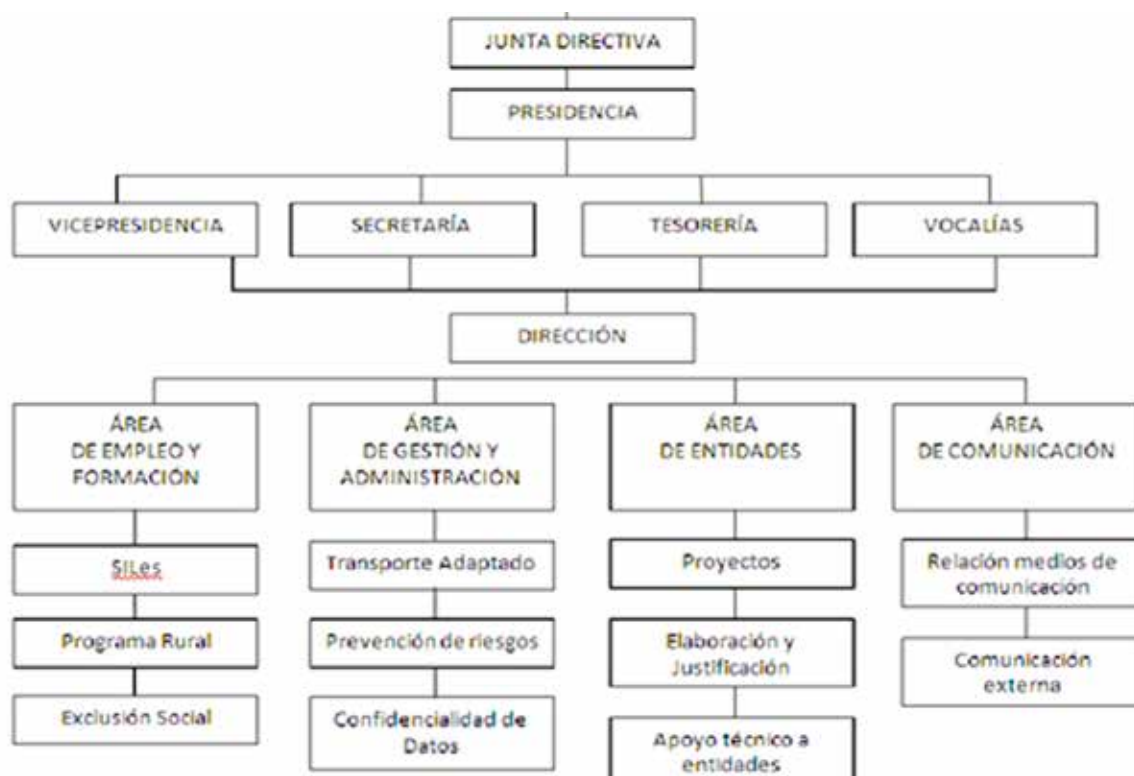 JUNTA DIRECTIVA
PRESIDENCIA
VICEPRESIDENCIA
SECRETARÍA
TESORERÍA
VOCALÍAS
DIRECCIÓN
ÁREA
DE EMPLEO Y
FORMACIÓN
ÁREA
DE GESTIÓN Y
ADMINISTRACIÓN
ÁREA
DE ENTIDADES
ÁREA
DE COMUNICACIÓN
SILes
Transporte Adaptado
Proyectos
Relación medios de
comunicación
Programa Rural
Prevención de riesgos
Elaboración y
Justificación
Comunicación
externa
Exclusión Social
Confidencialidad de
Datos
Apoyo técnico a
entidades